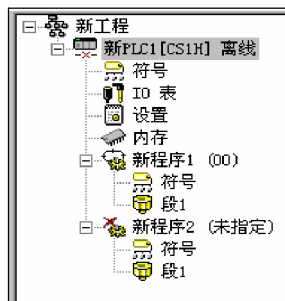 新工程
新PLC1[CS1H] 离线
符号
IO 表
设置
内存
新程序1 (00)
符号
段1
新程序2 (未指定)
符号
段1